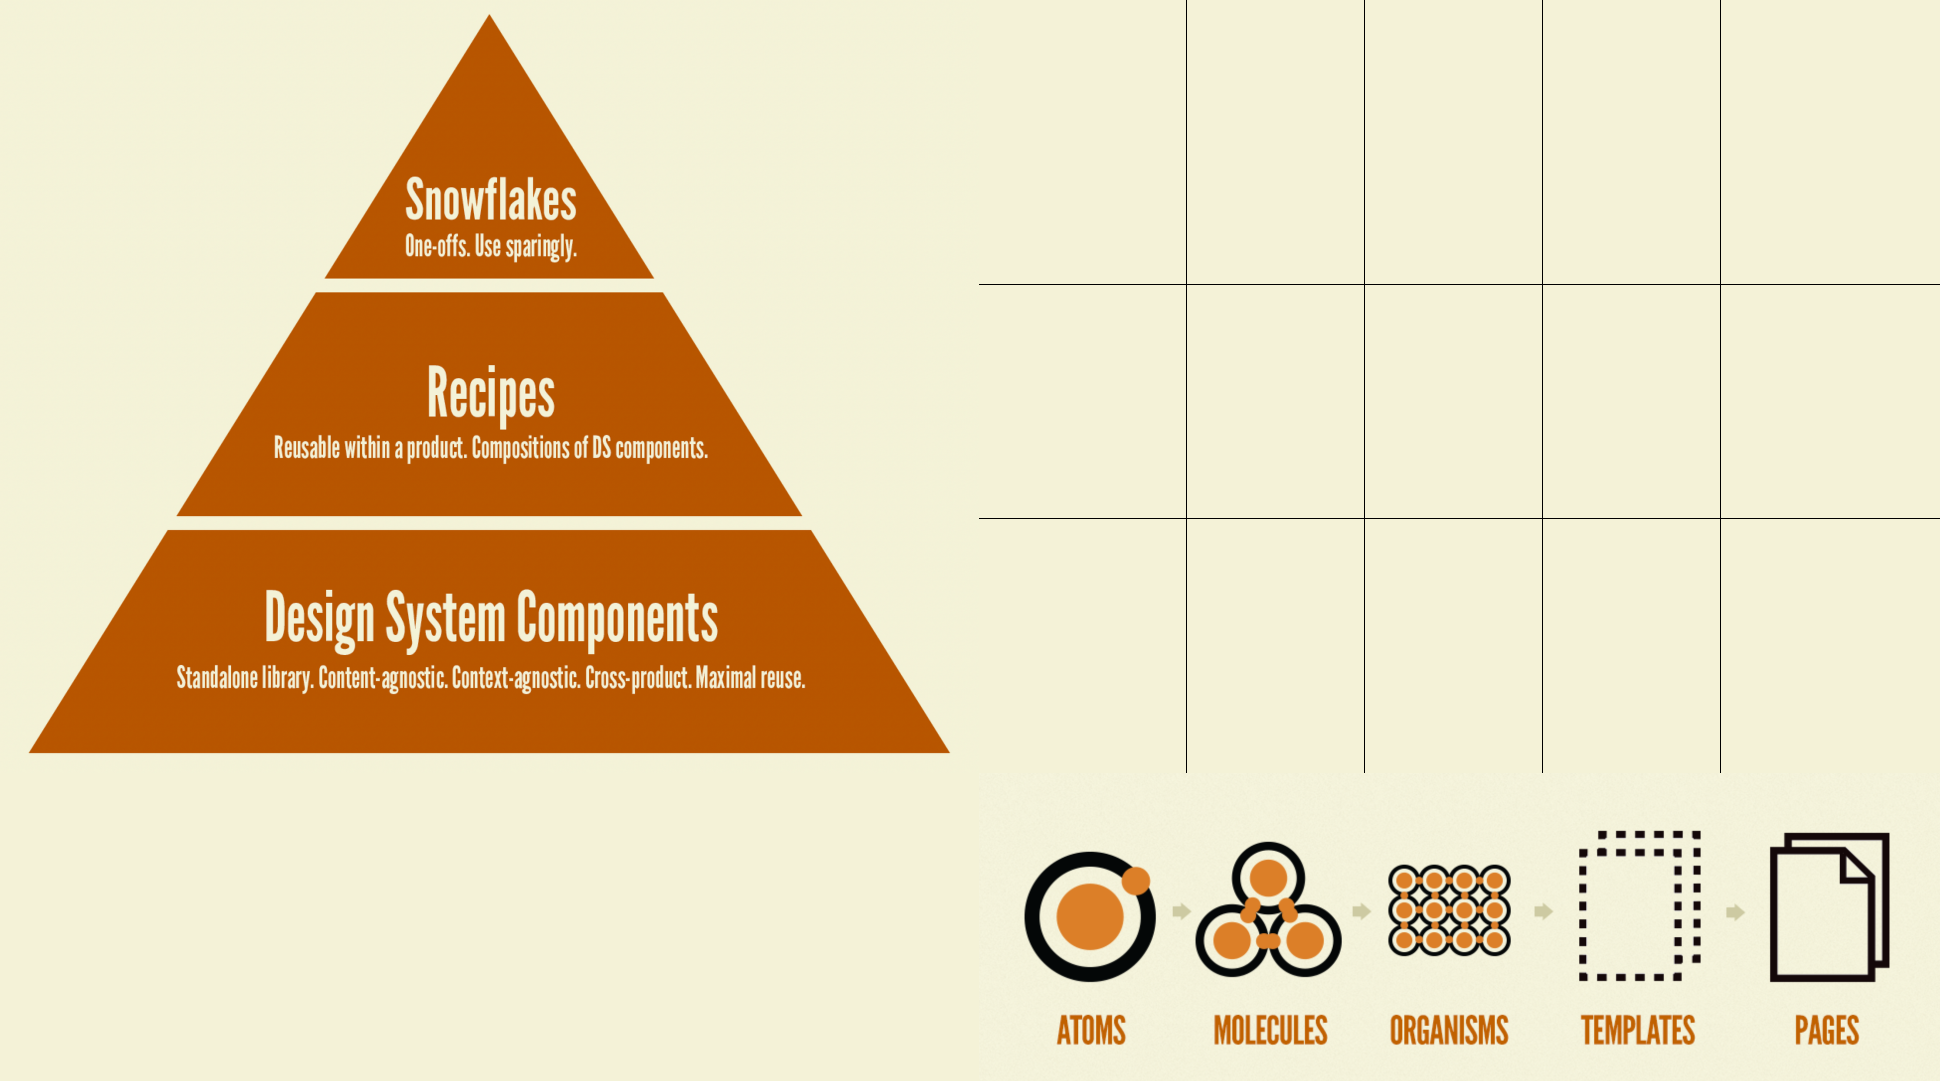 Snowflakes
One-offs. Use sparingly.
Recipes
Reusable within a product. Compositions of DS components.
Design System Components
Standalone library. Content-agnostic. Context-agnostic. Cross-product. Maximal reuse.
ATOMS
MOLECULES
ORGANISMS
TEMPLATES
PAGES